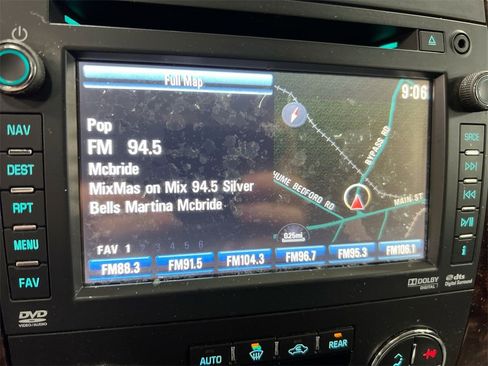 Full Map
9:06
Pop
FM 94.5
Mcbride
MixMas on Mix 94.5 Silver
Bells Martina Mcbride
FAV 1 2 3 4 5 6
FM88.3 FM91.5 FM104.3 FM96.7 FM95.3 FM106.1
BYPASS RD
HUME BEDFORD RD
MAIN ST
.625mi
NAV
DEST
RPT
MENU
FAV
SRCE
i
DVD
VIDEO/AUDIO
DOLBY
DIGITAL
dts
Digital Surround
AUTO
REAR